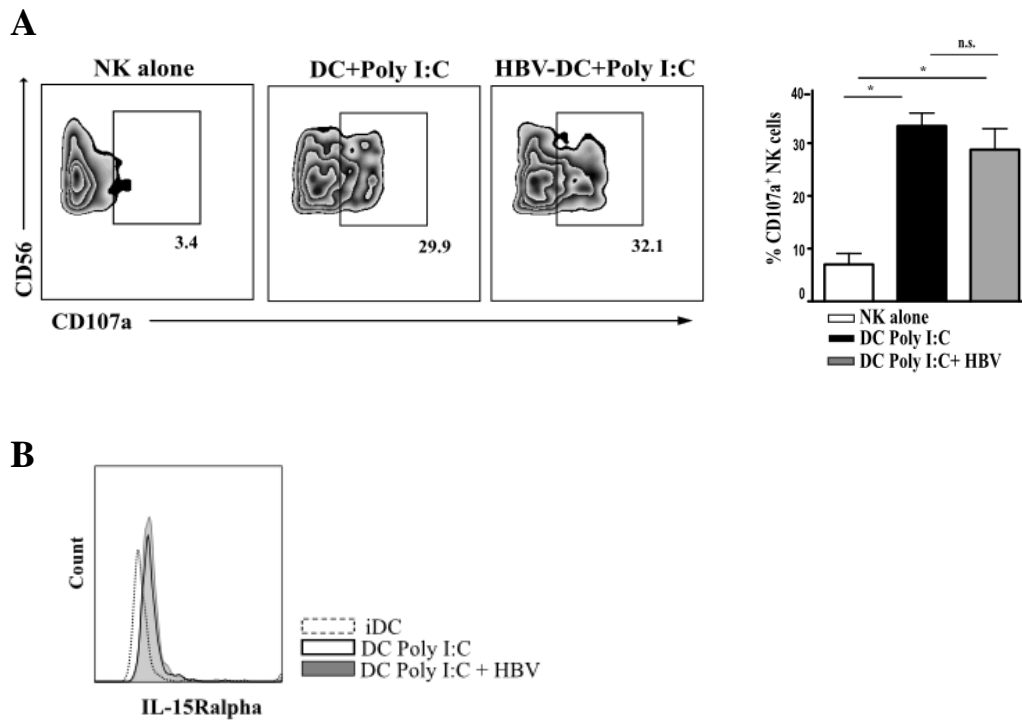 A
NK alone
DC+Poly I:C
HBV-DC+Poly I:C
CD56
3.4
29.9
32.1
CD107a
n.s.
*
*
% CD107a+ NK cells
40
30
20
10
0
NK alone
DC Poly I:C
DC Poly I:C+ HBV
B
Count
IL-15Ralpha
iDC
DC Poly I:C
DC Poly I:C + HBV